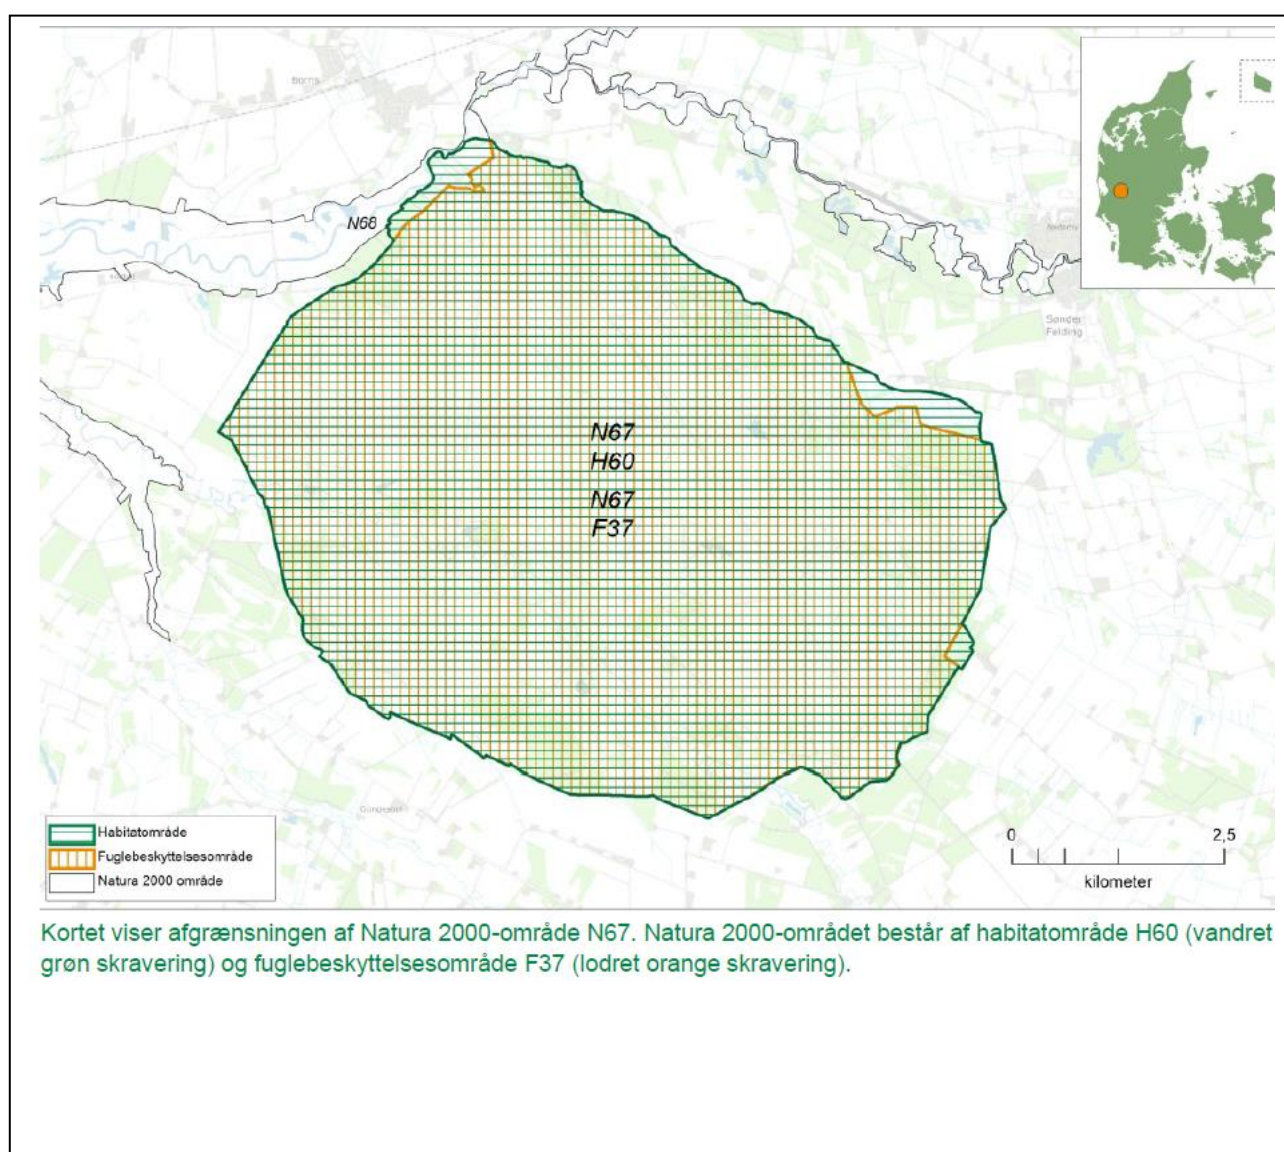 Borris
N68
Sønder
Felding
N67
H60
N67
F37
Habitatområde
Fuglebeskyttelsesområde
Natura 2000 område
0 2,5
kilometer
Kortet viser afgrænsningen af Natura 2000-område N67. Natura 2000-området består af habitatområde H60 (vandret
grøn skravering) og fuglebeskyttelsesområde F37 (lodret orange skravering).